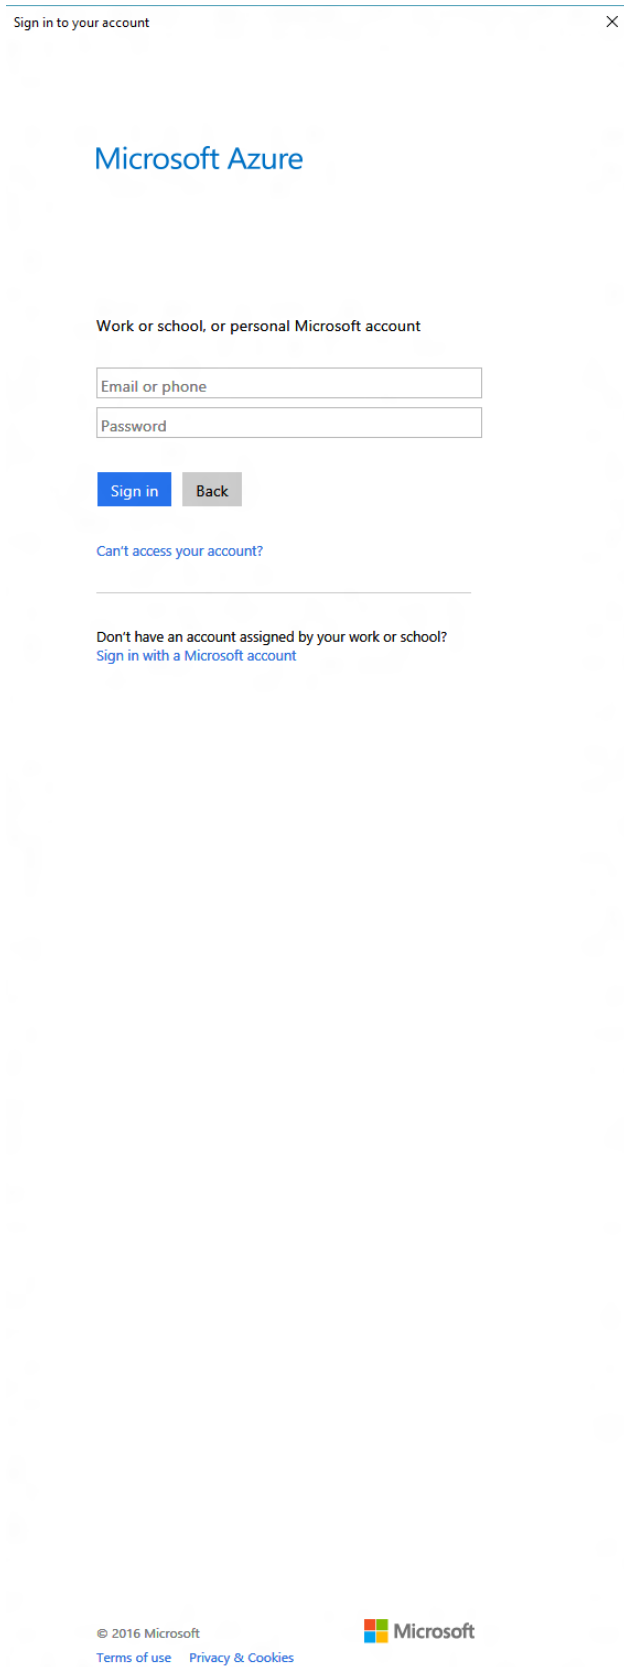 Sign in to your account
Microsoft Azure
Work or school, or personal Microsoft account
Email or phone
Password
Sign in Back
Can't access your account?
Don't have an account assigned by your work or school?
Sign in with a Microsoft account
© 2016 Microsoft Microsoft
Terms of use Privacy & Cookies